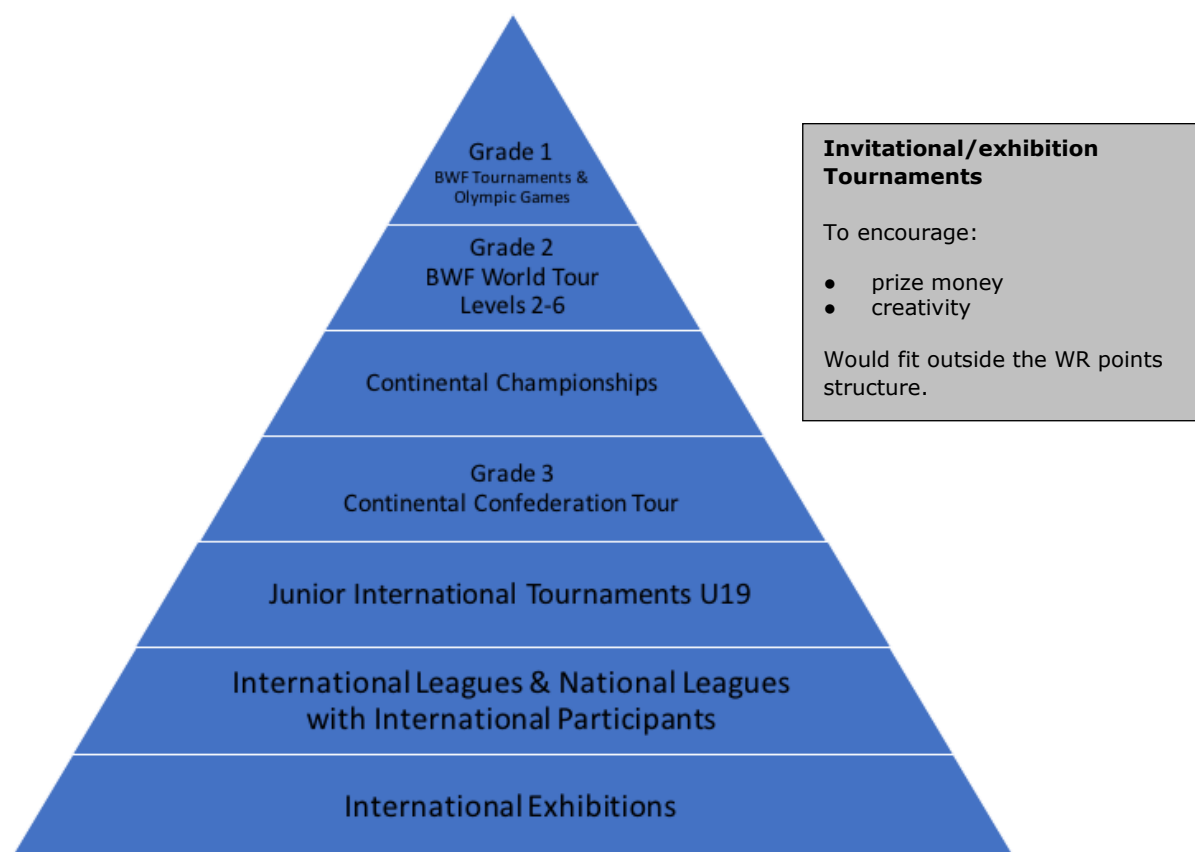 Grade 1
BWF Tournaments &
Olympic Games
Grade 2
BWF World Tour
Levels 2-6
Continental Championships
Grade 3
Continental Confederation Tour
Junior International Tournaments U19
International Leagues & National Leagues
with International Participants
International Exhibitions
Invitational/exhibition
Tournaments
To encourage:
● prize money
● creativity
Would fit outside the WR points
structure.